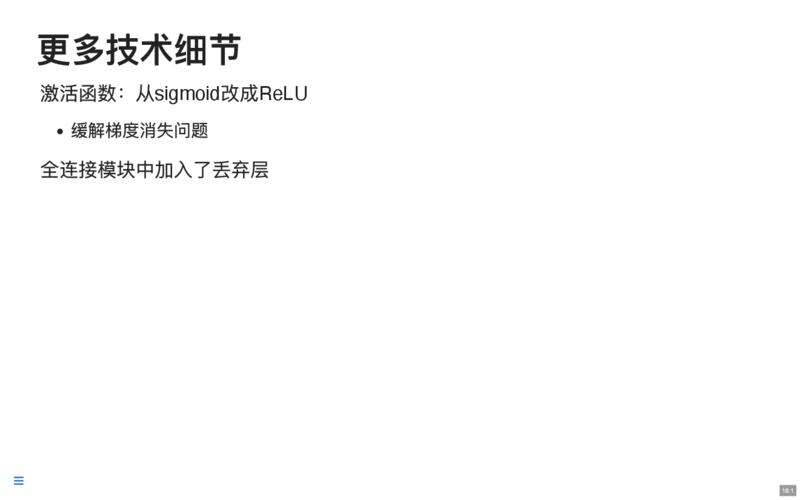 更多技术细节
激活函数：从sigmoid改成ReLU
缓解梯度消失问题
全连接模块中加入了丢弃层